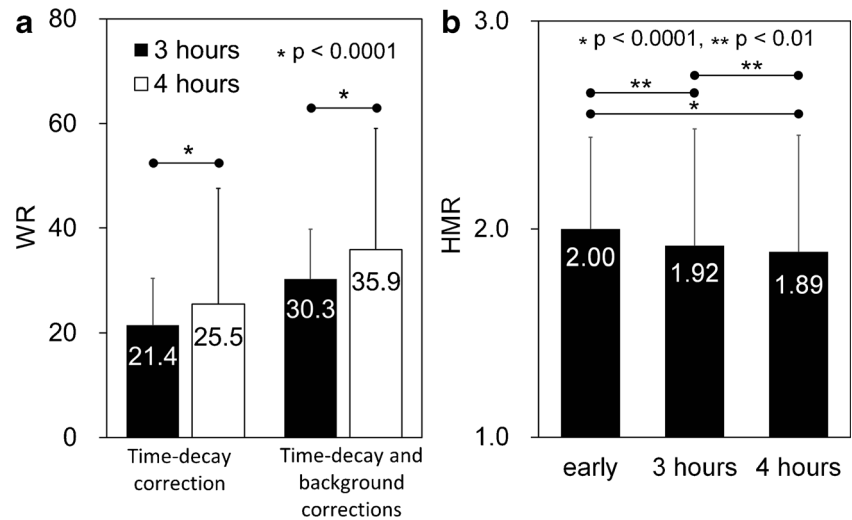 a
80
60
40
20
0
WR
3 hours
4 hours
* p < 0.0001
*
*
21.4
25.5
30.3
35.9
Time-decay
correction
Time-decay and
background
corrections
b
3.0
2.0
1.0
HMR
* p < 0.0001, ** p < 0.01
**
**
*
2.00
1.92
1.89
early
3 hours
4 hours